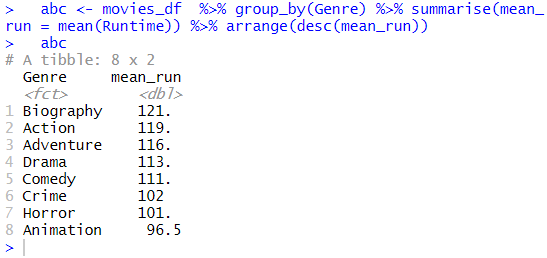 >   abc <- movies_df  %>% group_by(Genre) %>% summarise(mean_
run = mean(Runtime)) %>% arrange(desc(mean_run))
>   abc
# A tibble: 8 x 2
  Genre     mean_run
  <fct>        <dbl>
1 Biography    121.
2 Action       119.
3 Adventure    116.
4 Drama        113.
5 Comedy       111.
6 Crime        102
7 Horror       101.
8 Animation     96.5
>